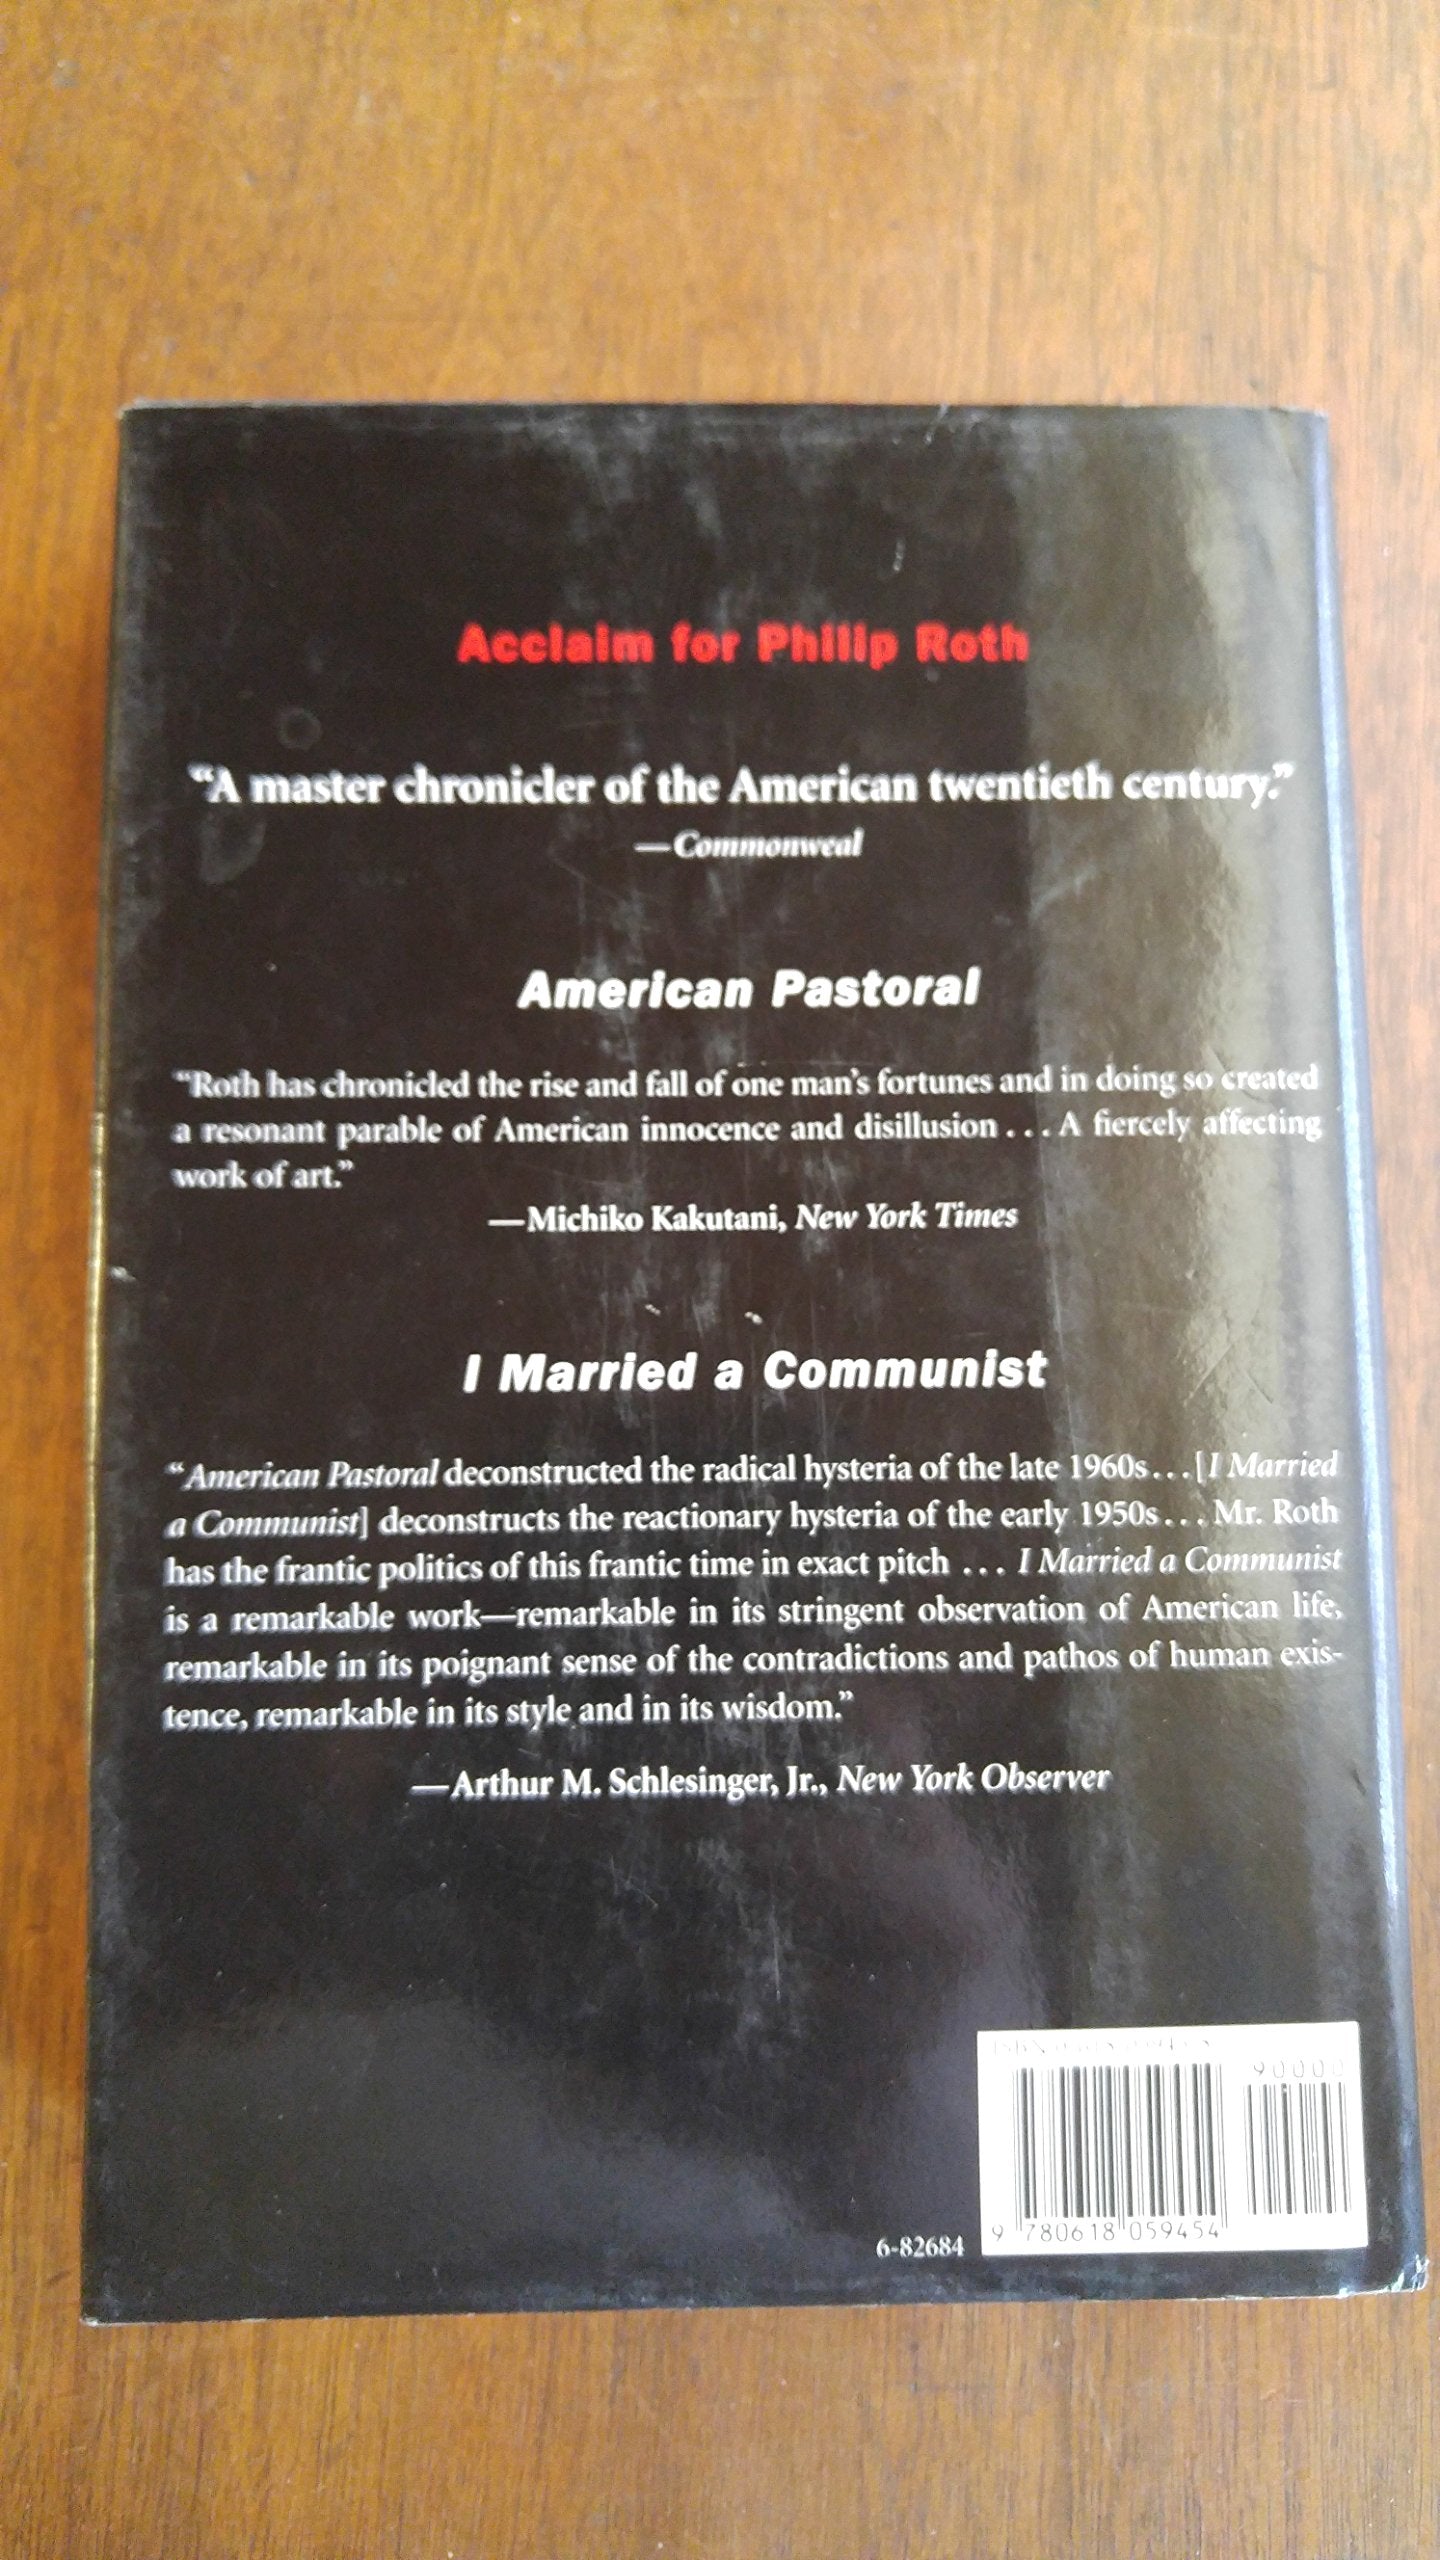 Acclaim for Philip Roth
“A master chronicler of the American twentieth century.”
—Commonweal
American Pastoral
“Roth has chronicled the rise and fall of one man’s fortunes and in doing so created
a resonant parable of American innocence and disillusion . . . A fiercely affecting
work of art.”
—Michiko Kakutani, New York Times
I Married a Communist
“American Pastoral deconstructed the radical hysteria of the late 1960s . . . [I Married
a Communist] deconstructs the reactionary hysteria of the early 1950s . . . Mr. Roth
has the frantic politics of this frantic time in exact pitch . . . I Married a Communist
is a remarkable work—remarkable in its stringent observation of American life,
remarkable in its poignant sense of the contradictions and pathos of human exis-
tence, remarkable in its style and in its wisdom.”
—Arthur M. Schlesinger, Jr., New York Observer
90000
9 780618 059454
6-82684